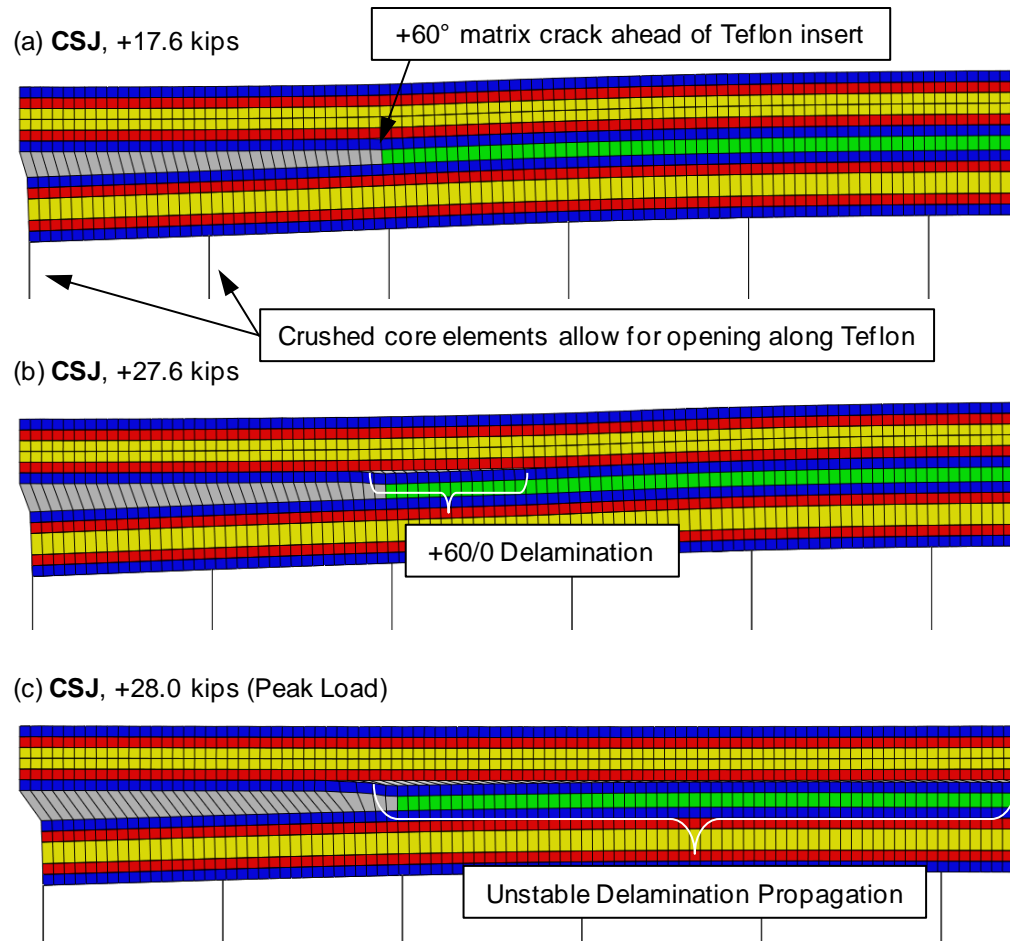 (a) CSJ, +17.6 kips
+60° matrix crack ahead of Teflon insert
Crushed core elements allow for opening along Teflon
(b) CSJ, +27.6 kips
+60/0 Delamination
(c) CSJ, +28.0 kips (Peak Load)
Unstable Delamination Propagation